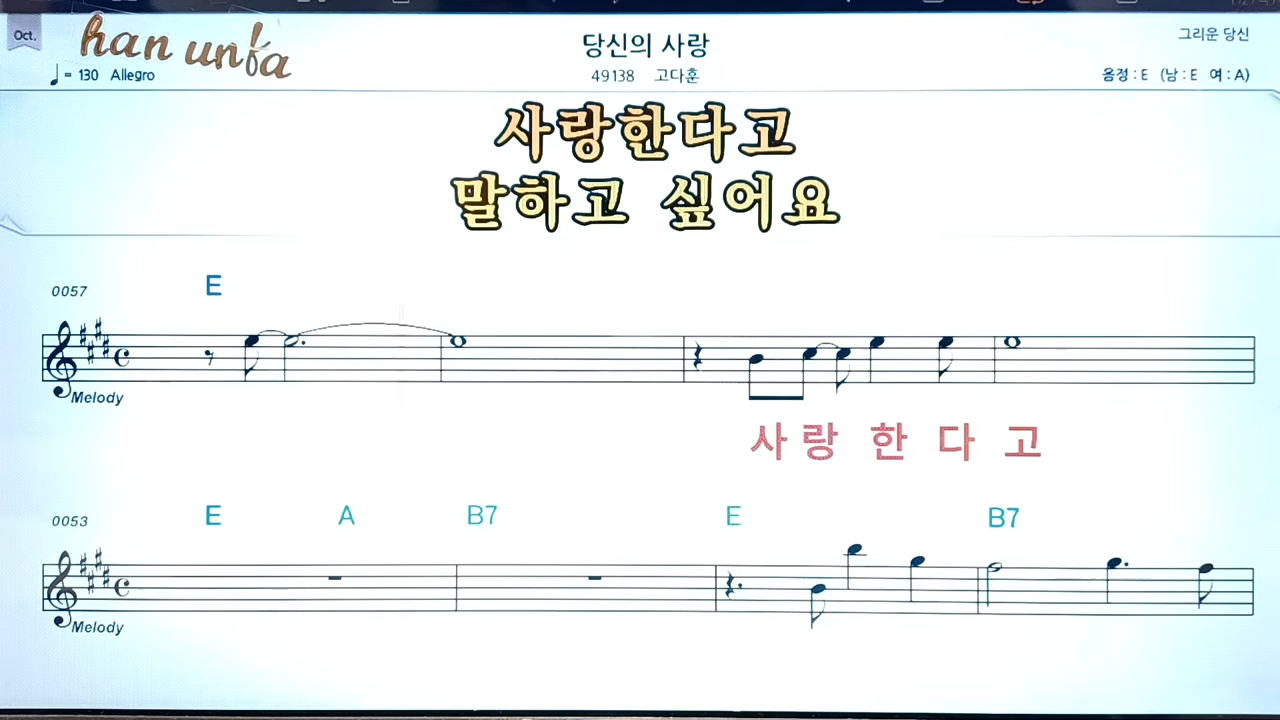 Oct.
han unfa
♩= 130 Allegro
당신의 사랑
49138 고다훈
그리운 당신
음정 : E (남 : E 여 : A)
사랑한다고
말하고 싶어요
0057
E
Melody
사 랑 한 다 고
0053
E A B7 E B7
Melody